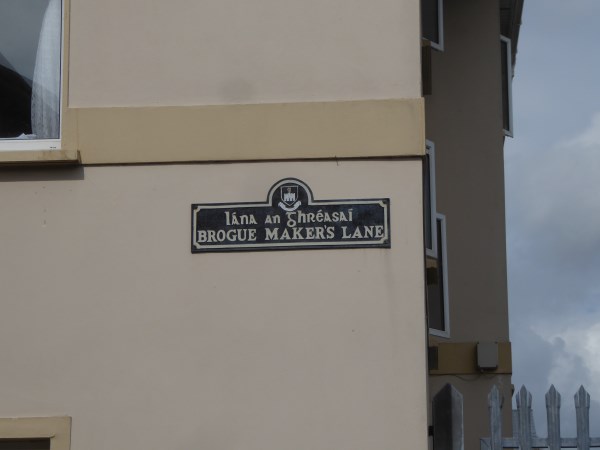 Lána an Ghréasaí
BROGUE MAKER'S LANE